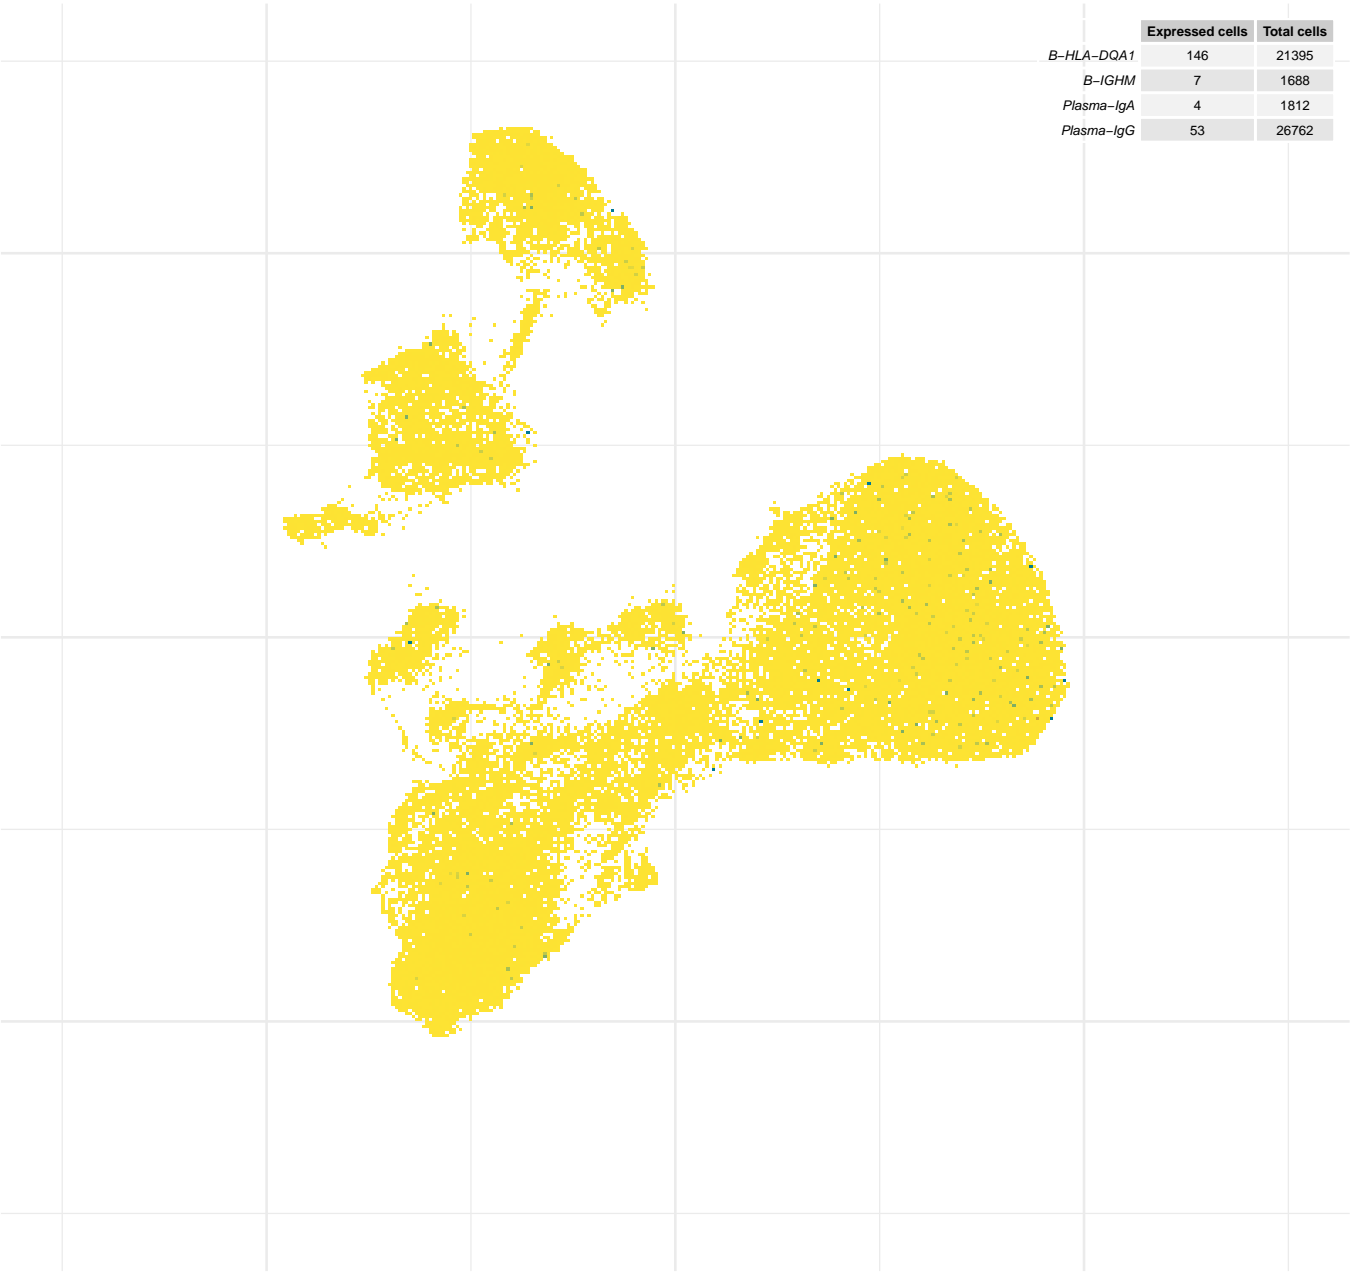 Expressed cells Total cells
B−HLA−DQA1 146 21395
B−IGHM 7 1688
Plasma−IgA 4 1812
Plasma−IgG 53 26762